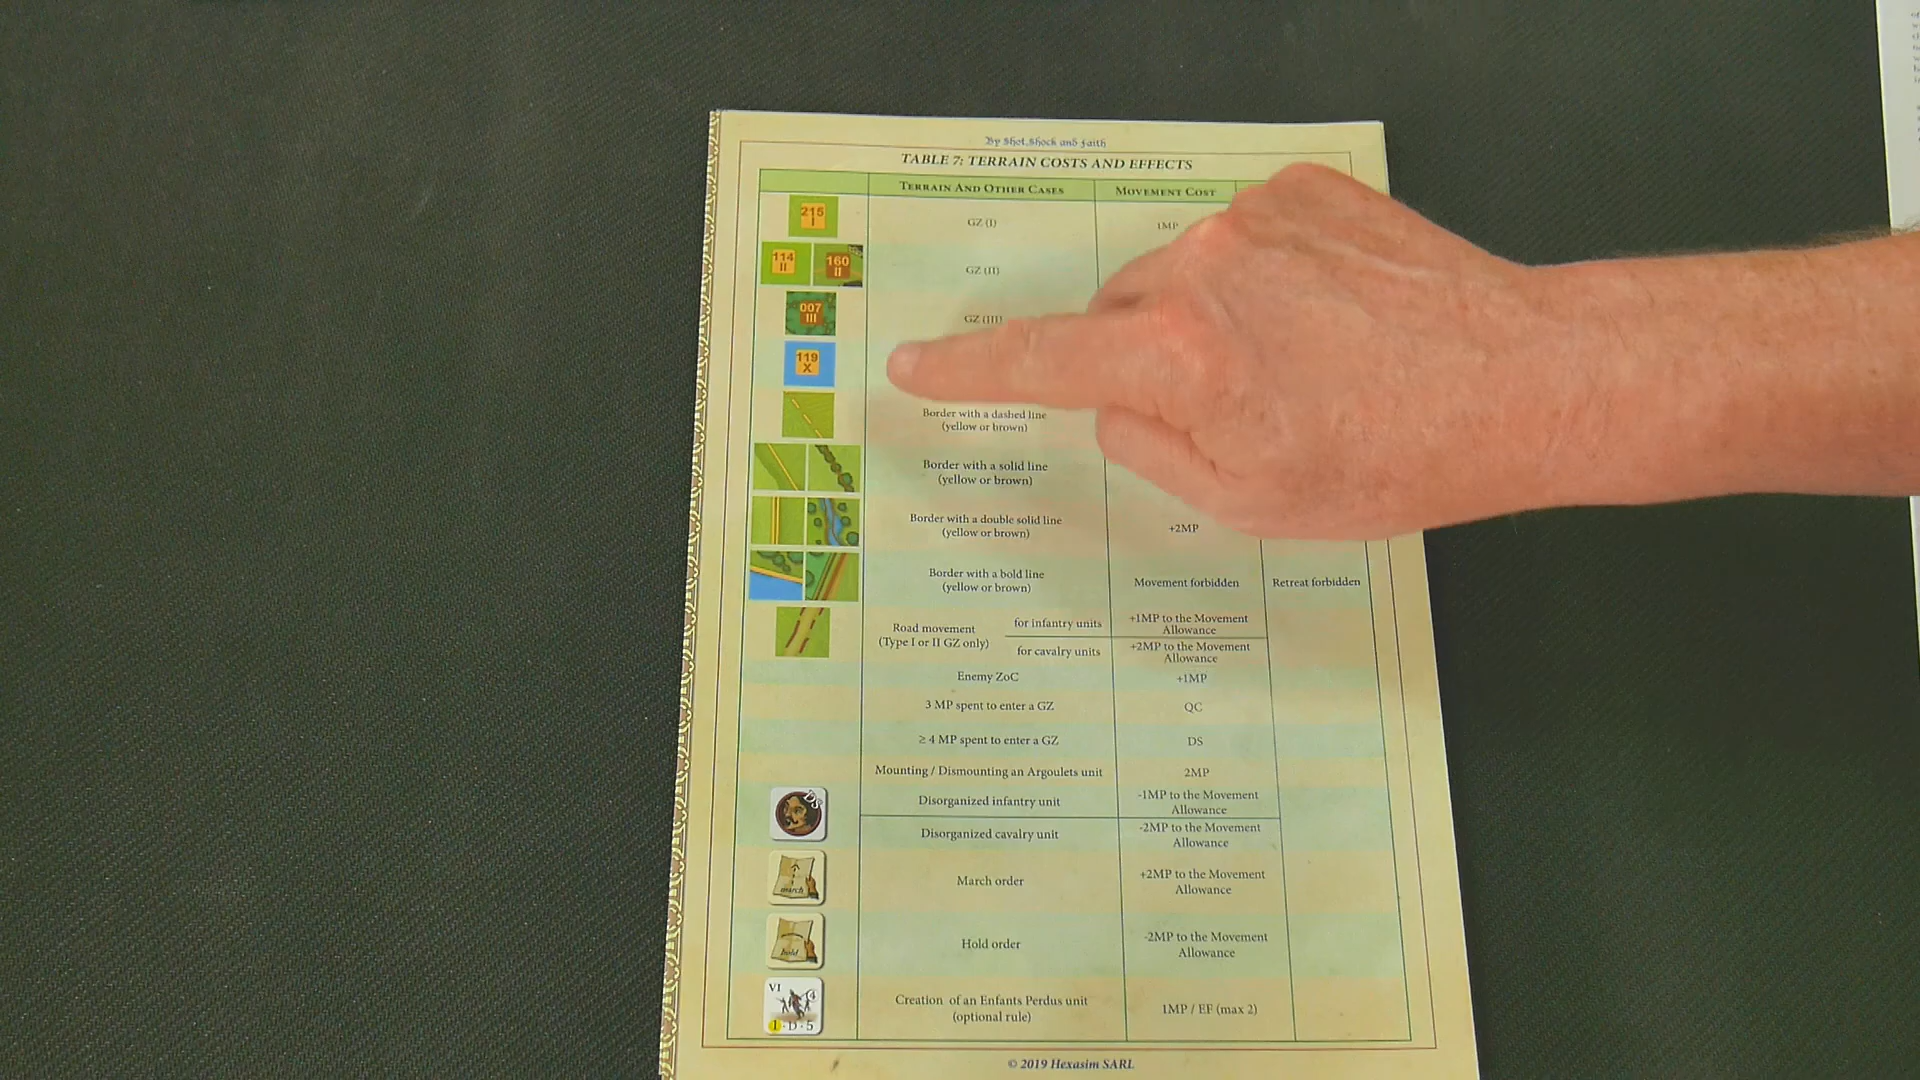 By Shot, Shock and Faith
TABLE 7: TERRAIN COSTS AND EFFECTS
TERRAIN AND OTHER CASES MOVEMENT COST
215
I
GZ (I) 1MP
114
II
160
II
GZ (II)
007
III
GZ (III)
119
X
Border with a dashed line
(yellow or brown)
Border with a solid line
(yellow or brown)
Border with a double solid line
(yellow or brown)
+2MP
Border with a bold line
(yellow or brown)
Movement forbidden Retreat forbidden
Road movement
(Type I or II GZ only)
for infantry units +1MP to the Movement
Allowance
for cavalry units +2MP to the Movement
Allowance
Enemy ZoC +1MP
3 MP spent to enter a GZ QC
≥ 4 MP spent to enter a GZ DS
Mounting / Dismounting an Argoulets unit 2MP
DS
Disorganized infantry unit -1MP to the Movement
Allowance
Disorganized cavalry unit -2MP to the Movement
Allowance
march
March order +2MP to the Movement
Allowance
hold
Hold order -2MP to the Movement
Allowance
VI 4
1 - D - 5
Creation of an Enfants Perdus unit
(optional rule)
1MP / EF (max 2)
© 2019 Hexasim SARL